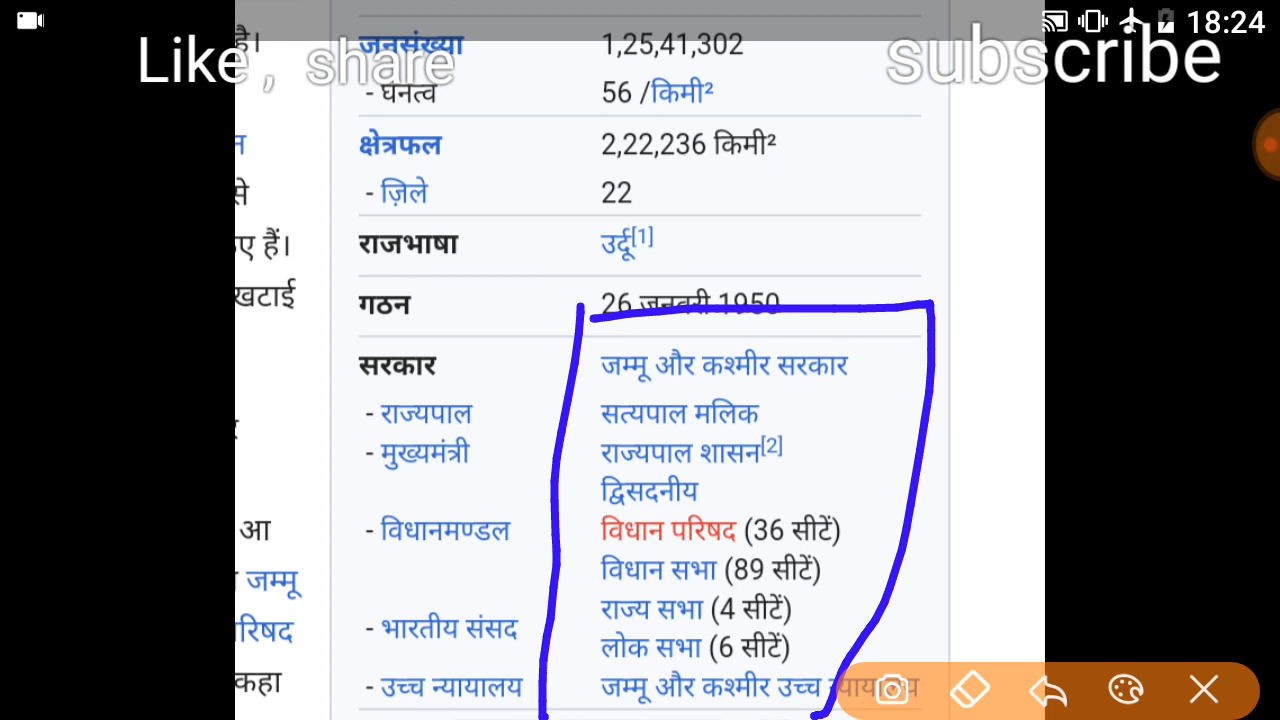 18:24
Like, share
subscribe
है।
जनसंख्या 1,25,41,302
- घनत्व 56 /किमी²
क्षेत्रफल 2,22,236 किमी²
से - ज़िले 22
ए हैं। राजभाषा उर्दू[1]
खटाई गठन 26 जनवरी 1950
सरकार जम्मू और कश्मीर सरकार
- राज्यपाल सत्यपाल मलिक
- मुख्यमंत्री राज्यपाल शासन[2]
द्विसदनीय
आ - विधानमण्डल विधान परिषद (36 सीटें)
जम्मू विधान सभा (89 सीटें)
राज्य सभा (4 सीटें)
रिषद - भारतीय संसद
लोक सभा (6 सीटें)
कहा - उच्च न्यायालय जम्मू और कश्मीर उच्च न्यायालय